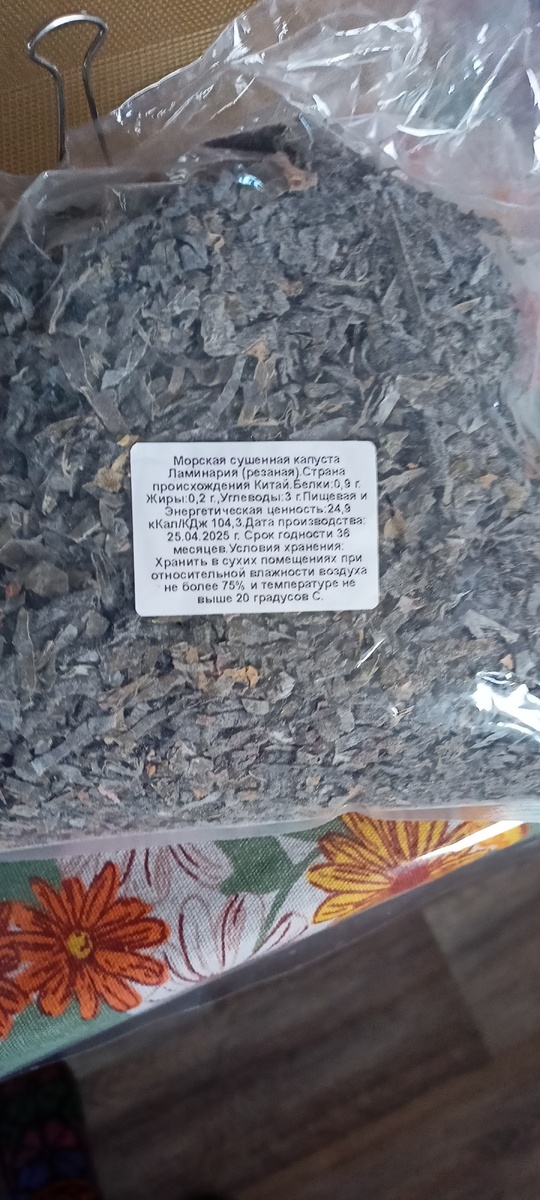 Морская сушенная капуста
Ламинария (резаная).Страна
происхождения Китай.Белки:0,9 г.
Жиры:0,2 г.,Углеводы:3 г.Пищевая и
Энергетическая ценность:24,9
кКал/КДж 104,3.Дата производства:
25.04.2025 г. Срок годности 36
месяцев.Условия хранения:
Хранить в сухих помещениях при
относительной влажности воздуха
не более 75% и температуре не
выше 20 градусов С.